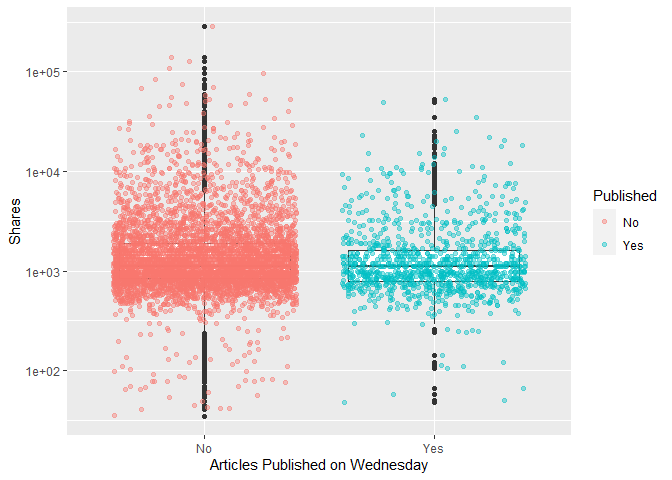 1e+05
1e+04
1e+03
1e+02
Shares
No
Yes
Articles Published on Wednesday
Published
No
Yes